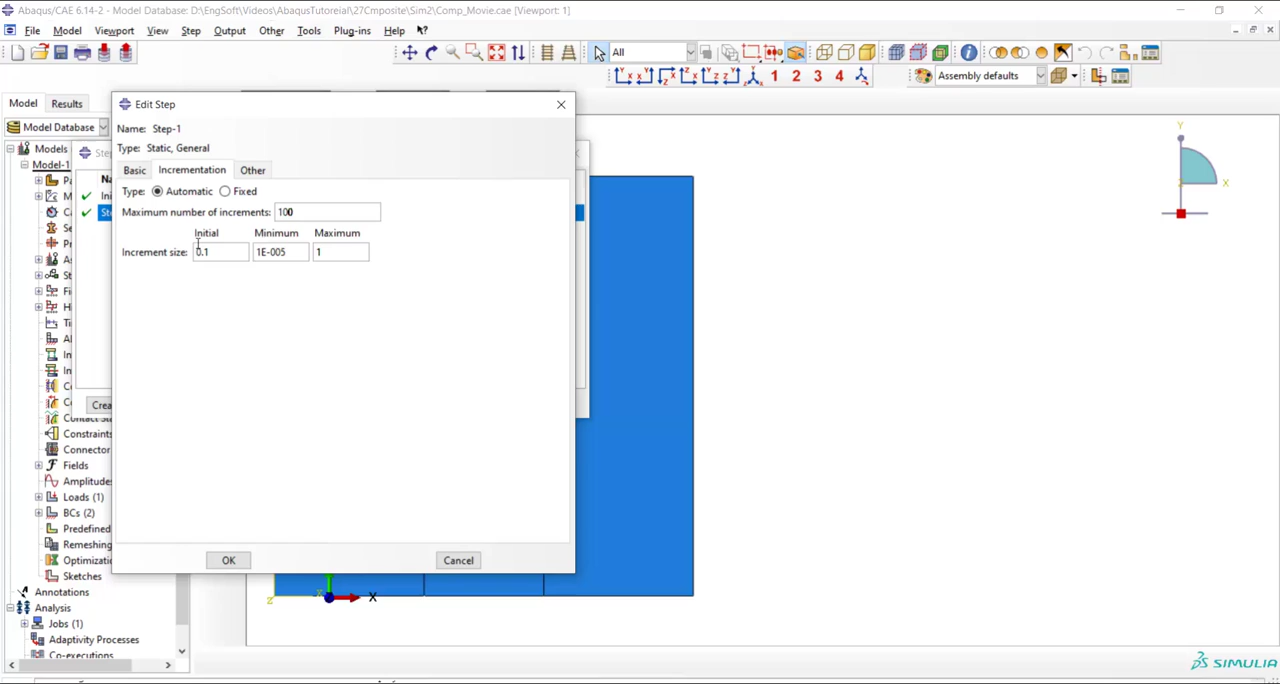 Abaqus/CAE 6.14-2 - Model Database: D:\EngSoft\Videos\AbaqusTutoreial\27Cmposite\Sim2\Comp_Movie.cae [Viewport: 1]
File Model Viewport View Step Output Other Tools Plug-ins Help
All
1 2 3 4 Assembly defaults
Model Results
Model Database
Models
Model-1
Edit Step
Name: Step-1
Type: Static, General
Basic Incrementation Other
Type: Automatic Fixed
Maximum number of increments: 100
Initial Minimum Maximum
Increment size: 0.1 1E-005 1
OK Cancel
Constraints
Connector
Fields
Amplitudes
Loads (1)
BCs (2)
Predefined
Remeshing
Sketches
Annotations
Analysis
Jobs (1)
Adaptivity Processes
Co-executions
Y
X
X
Z
SIMULIA